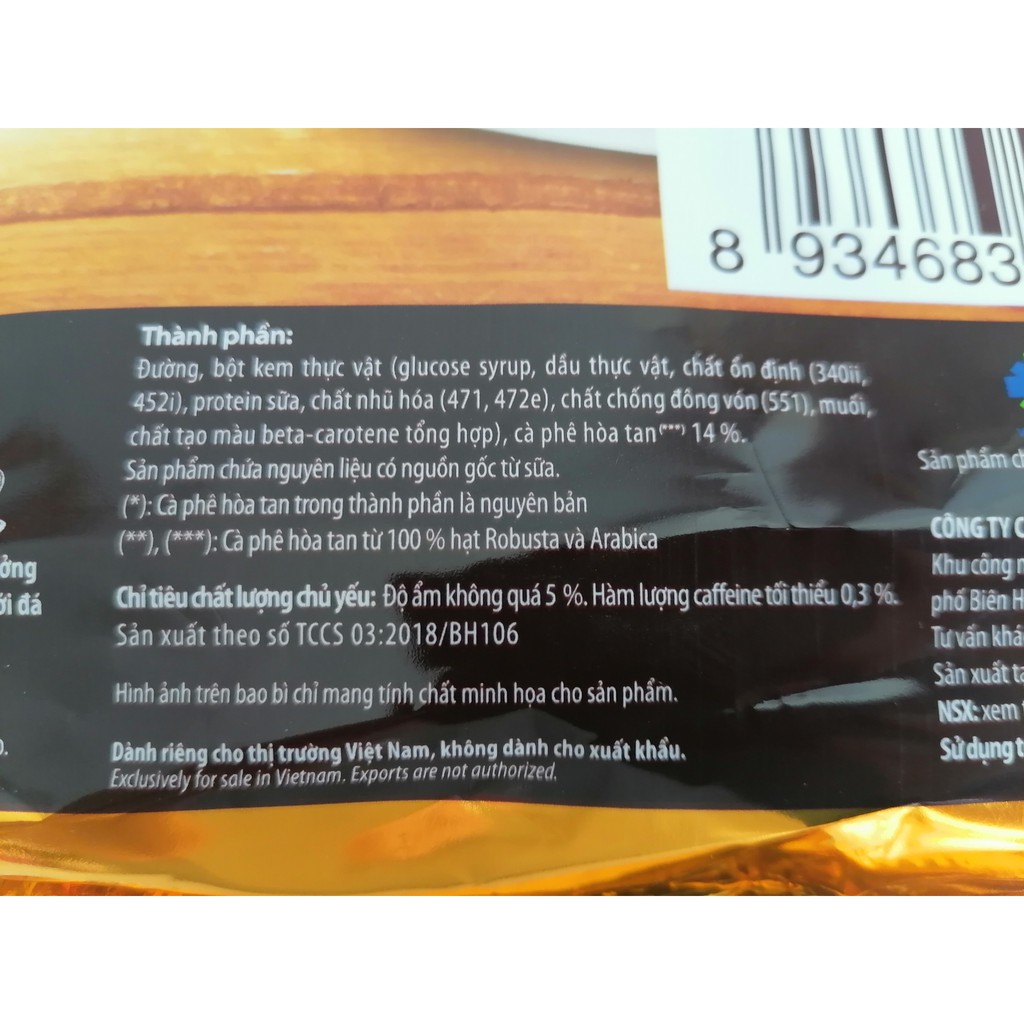 8 934683
Thành phần:
Đường, bột kem thực vật (glucose syrup, dầu thực vật, chất ổn định (340ii,
452i), protein sữa, chất nhũ hóa (471, 472e), chất chống đông vón (551), muối,
chất tạo màu beta-carotene tổng hợp), cà phê hòa tan 14 %.
Sản phẩm chứa nguyên liệu có nguồn gốc từ sữa.
(*): Cà phê hòa tan trong thành phần là nguyên bản
(**), (***): Cà phê hòa tan từ 100 % hạt Robusta và Arabica
Chỉ tiêu chất lượng chủ yếu: Độ ẩm không quá 5 %. Hàm lượng caffeine tối thiểu 0,3 %.
Sản xuất theo số TCCS 03:2018/BH106
Hình ảnh trên bao bì chỉ mang tính chất minh họa cho sản phẩm.
Dành riêng cho thị trường Việt Nam, không dành cho xuất khẩu.
Exclusively for sale in Vietnam. Exports are not authorized.
ới đá
Sản phẩm
CÔNG TY
Khu công
phố Biên
Tư vấn
Sản xuất
NSX: xem
Sử dụng